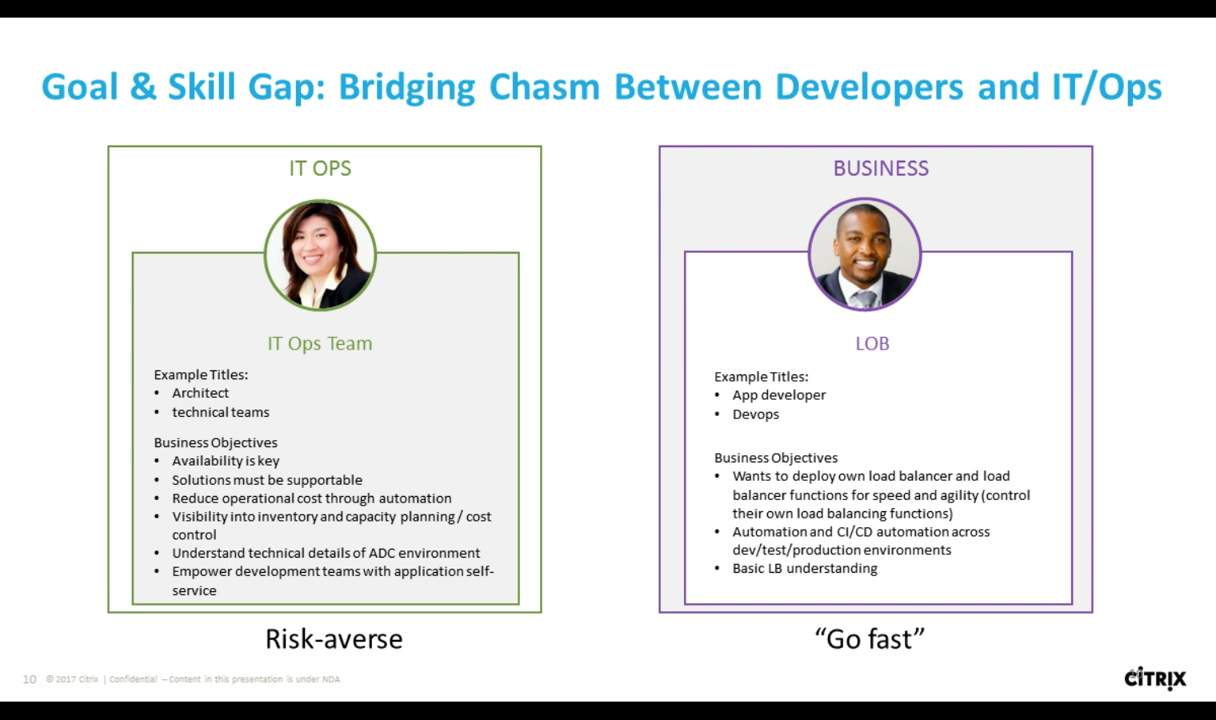 Goal & Skill Gap: Bridging Chasm Between Developers and IT/Ops
IT OPS
IT Ops Team
Example Titles:
• Architect
• technical teams
Business Objectives
• Availability is key
• Solutions must be supportable
• Reduce operational cost through automation
• Visibility into inventory and capacity planning / cost
control
• Understand technical details of ADC environment
• Empower development teams with application self-
service
Risk-averse
BUSINESS
LOB
Example Titles:
• App developer
• Devops
Business Objectives
• Wants to deploy own load balancer and load
balancer functions for speed and agility (control
their own load balancing functions)
• Automation and CI/CD automation across
dev/test/production environments
• Basic LB understanding
“Go fast”
10 © 2017 Citrix | Confidential – Content in this presentation is under NDA
CİTRIX